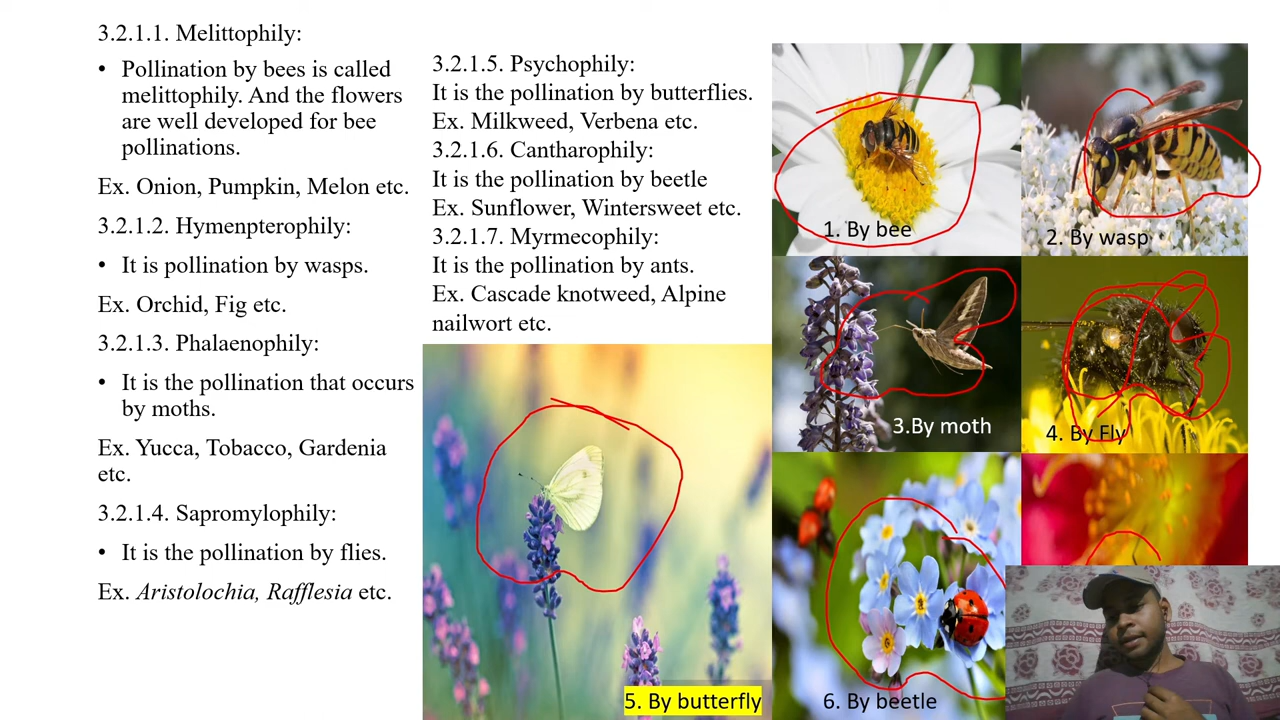 3.2.1.1. Melittophily:
• Pollination by bees is called
melittophily. And the flowers
are well developed for bee
pollinations.
Ex. Onion, Pumpkin, Melon etc.
3.2.1.2. Hymenpterophily:
• It is pollination by wasps.
Ex. Orchid, Fig etc.
3.2.1.3. Phalaenophily:
• It is the pollination that occurs
by moths.
Ex. Yucca, Tobacco, Gardenia
etc.
3.2.1.4. Sapromylophily:
• It is the pollination by flies.
Ex. Aristolochia, Rafflesia etc.
3.2.1.5. Psychophily:
It is the pollination by butterflies.
Ex. Milkweed, Verbena etc.
3.2.1.6. Cantharophily:
It is the pollination by beetle
Ex. Sunflower, Wintersweet etc.
3.2.1.7. Myrmecophily:
It is the pollination by ants.
Ex. Cascade knotweed, Alpine
nailwort etc.
1. By bee
2. By wasp
3.By moth
4. By Fly
5. By butterfly
6. By beetle